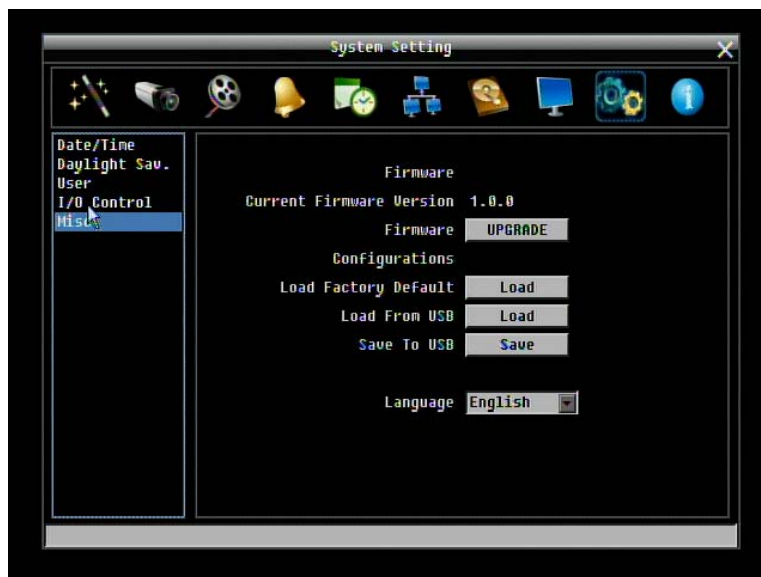 System Setting
Date/Time
Daylight Sav.
User
I/O Control
Misc
Firmware
Current Firmware Version 1.0.0
Firmware UPGRADE
Configurations
Load Factory Default Load
Load From USB Load
Save To USB Save
Language English